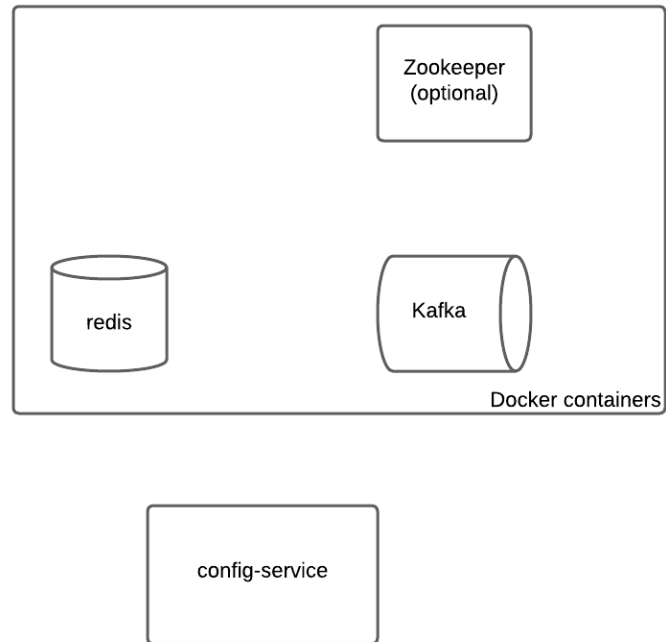 Zookeeper
(optional)
redis
Kafka
Docker containers
config-service